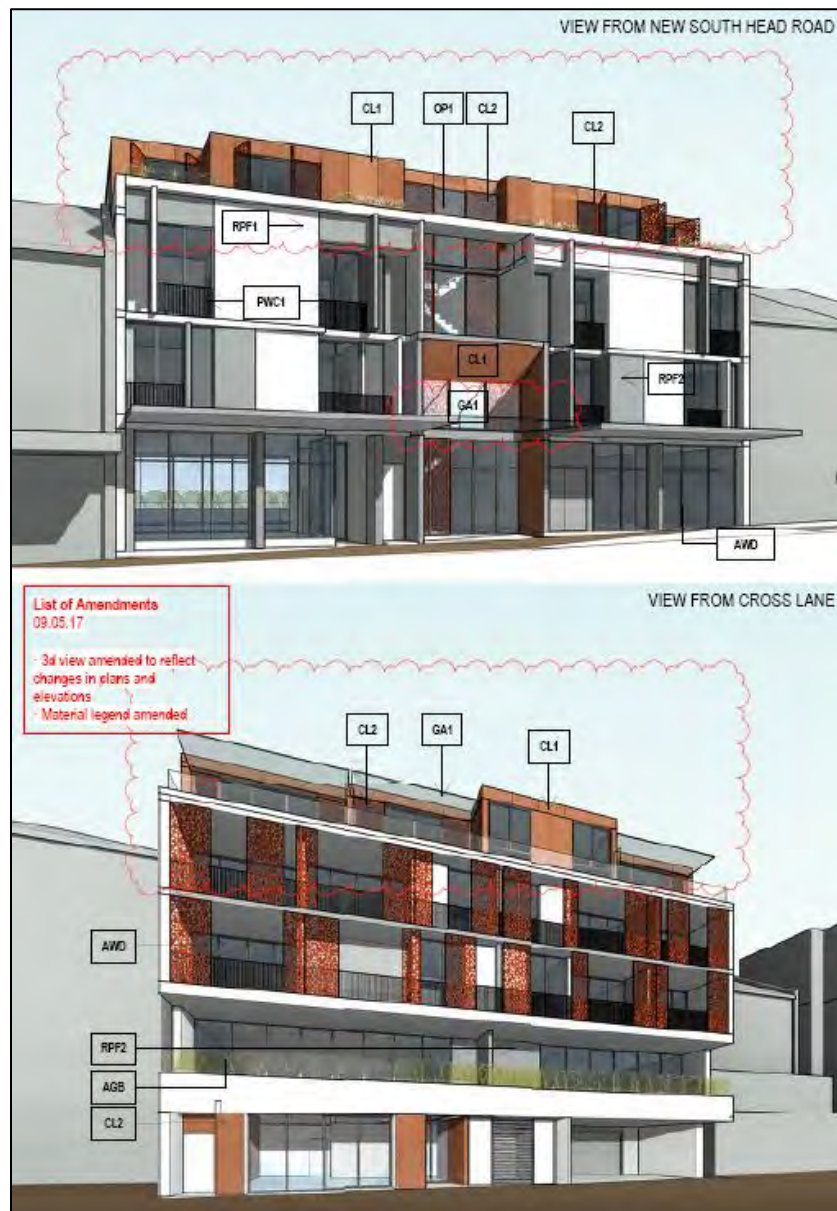 VIEW FROM NEW SOUTH HEAD ROAD
CL1
OP1
CL2
CL2
RPF1
PWC1
CL1
RPF2
GA1
AWD
List of Amendments
09.05.17
- 3d view amended to reflect
changes in plans and
elevations
- Material legend amended
VIEW FROM CROSS LANE
CL2
GA1
CL1
AWD
RPF2
AGB
CL2